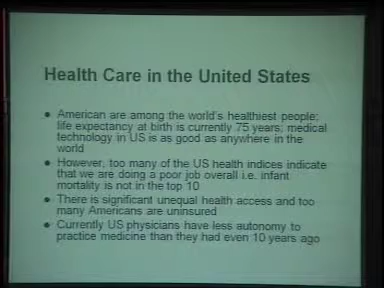 Health Care in the United States
• American are among the world's healthiest people;
life expectancy at birth is currently 75 years; medical
technology in US is as good as anywhere in the
world
• However, too many of the US health indices indicate
that we are doing a poor job overall i.e. infant
mortality is not in the top 10
• There is significant unequal health access and too
many Americans are uninsured
• Currently US physicians have less autonomy to
practice medicine than they had even 10 years ago